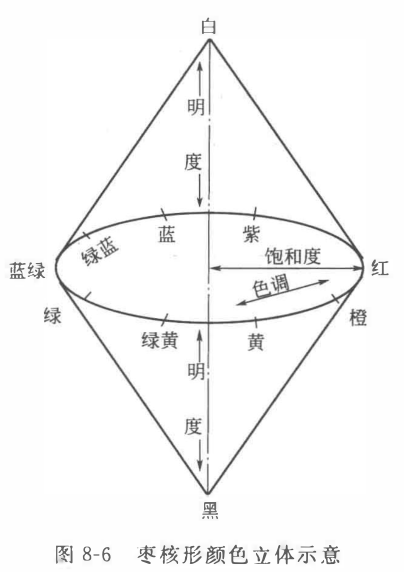 白
明
度
绿蓝
蓝
紫
蓝绿
饱和度
红
色调
绿
绿黄
黄
橙
明
度
黑
图 8-6 枣核形颜色立体示意